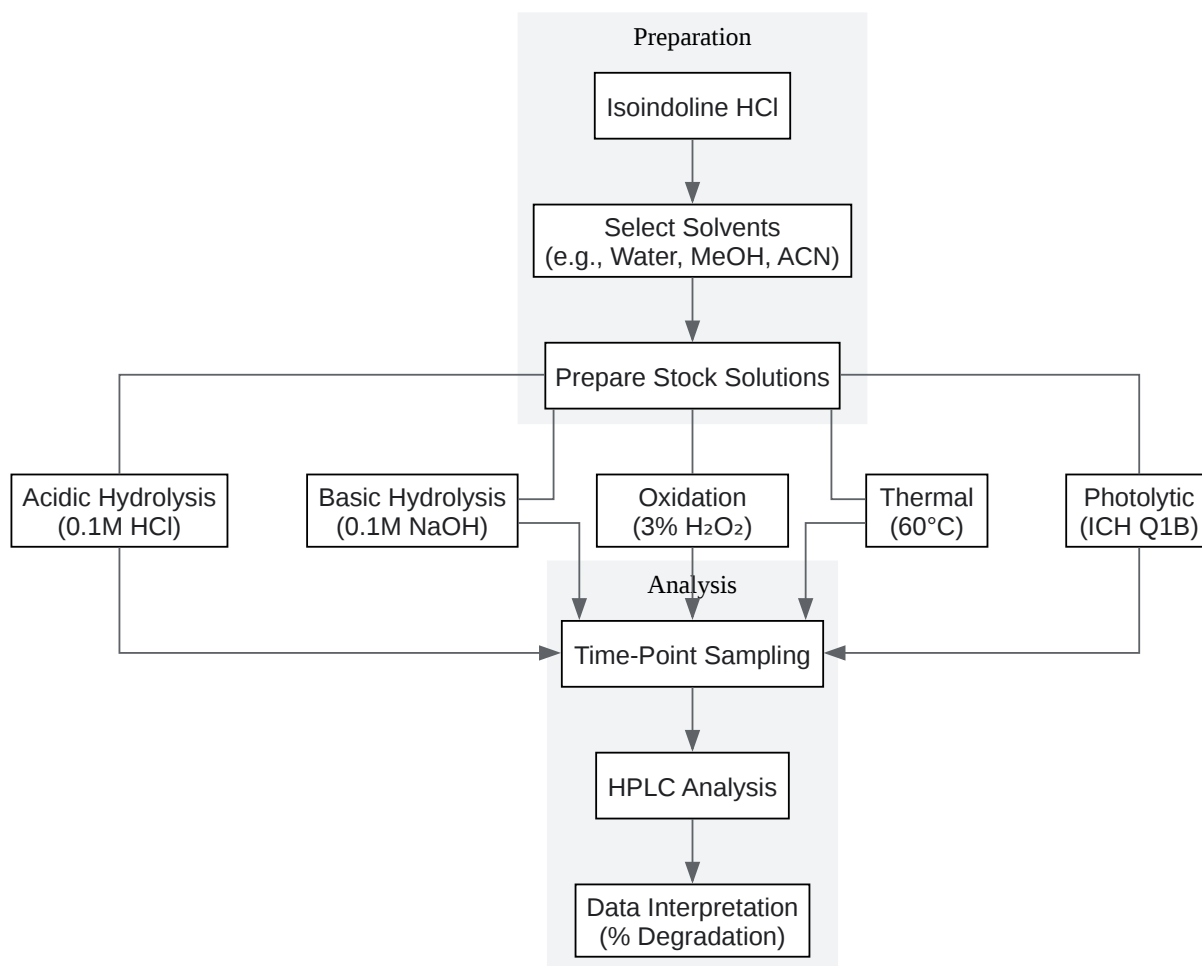 Preparation
Isoindoline HCl
Select Solvents
(e.g., Water, MeOH, ACN)
Prepare Stock Solutions
Acidic Hydrolysis
(0.1M HCl)
Basic Hydrolysis
(0.1M NaOH)
Oxidation
(3% H₂O₂)
Thermal
(60°C)
Photolytic
(ICH Q1B)
Analysis
Time-Point Sampling
HPLC Analysis
Data Interpretation
(% Degradation)